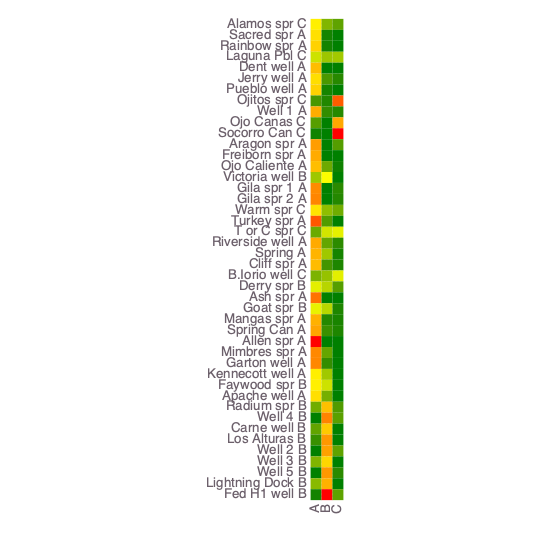 Alamos spr C
Sacred spr A
Rainbow spr A
Laguna Pbl C
Dent well A
Jerry well A
Pueblo well A
Ojitos spr C
Well 1 A
Ojo Canas C
Socorro Can C
Aragon spr A
Freiborn spr A
Ojo Caliente A
Victoria well B
Gila spr 1 A
Gila spr 2 A
Warm spr C
Turkey spr A
T or C spr C
Riverside well A
Spring A
Cliff spr A
B.Iorio well C
Derry spr B
Ash spr A
Goat spr B
Mangas spr A
Spring Can A
Allen spr A
Mimbres spr A
Garton well A
Kennecott well A
Faywood spr B
Apache well A
Radium spr B
Well 4 B
Carne well B
Los Alturas B
Well 2 B
Well 3 B
Well 5 B
Lightning Dock B
Fed H1 well B
A B C